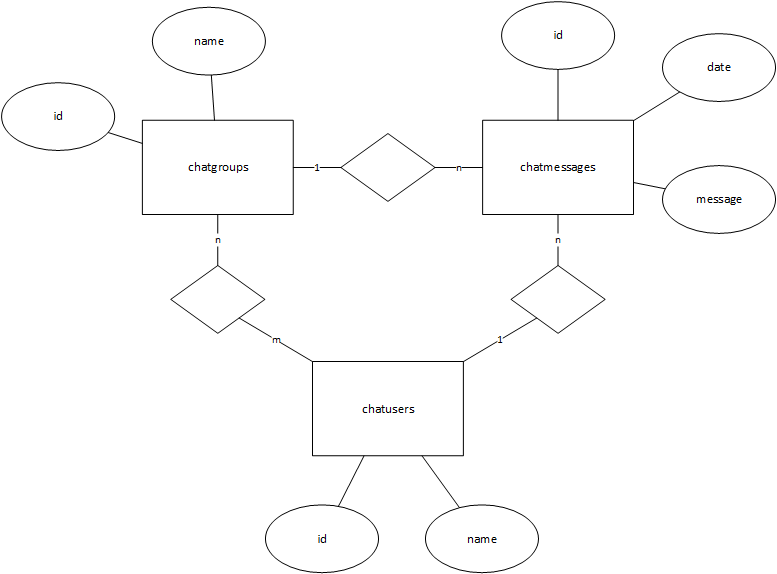 name
id
date
id
chatgroups
1
n
chatmessages
message
n
n
m
1
chatusers
id
name